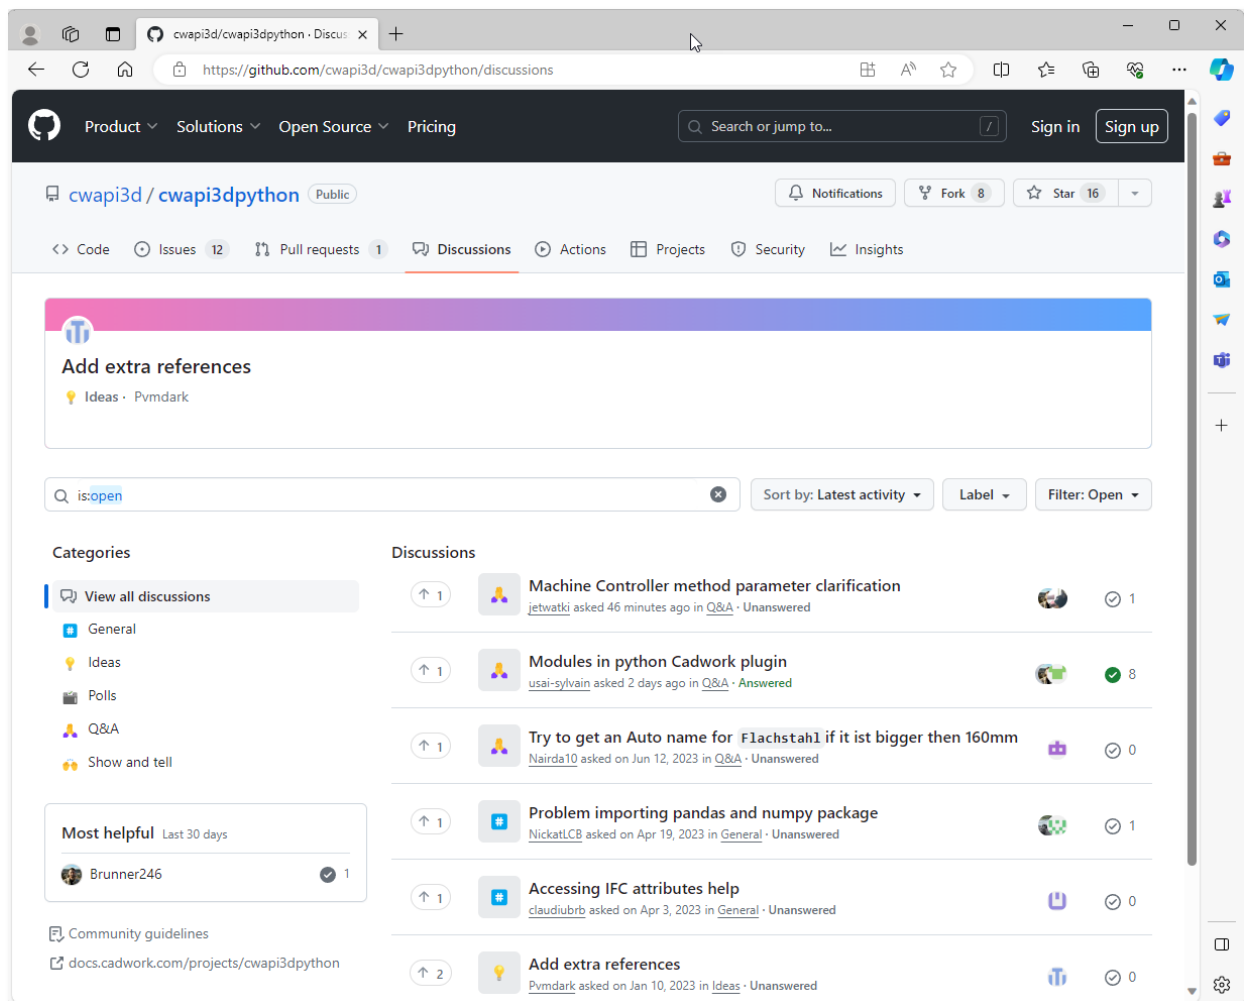 cwapi3d/cwapi3dpython · Discus
https://github.com/cwapi3d/cwapi3dpython/discussions
Product Solutions Open Source Pricing Search or jump to... / Sign in Sign up
cwapi3d / cwapi3dpython Public Notifications Fork 8 Star 16
Code Issues 12 Pull requests 1 Discussions Actions Projects Security Insights
Add extra references
Ideas · Pvmdark
is:open Sort by: Latest activity Label Filter: Open
Categories
View all discussions
General
Ideas
Polls
Q&A
Show and tell
Most helpful Last 30 days
Brunner246 1
Community guidelines
docs.cadwork.com/projects/cwapi3dpython
Discussions
1 Machine Controller method parameter clarification 1
jetwatki asked 46 minutes ago in Q&A · Unanswered
1 Modules in python Cadwork plugin 8
usai-sylvain asked 2 days ago in Q&A · Answered
1 Try to get an Auto name for Flachstahl if it ist bigger then 160mm 0
Nairda10 asked on Jun 12, 2023 in Q&A · Unanswered
1 Problem importing pandas and numpy package 1
NickatLCB asked on Apr 19, 2023 in General · Unanswered
1 Accessing IFC attributes help 0
claudiubrb asked on Apr 3, 2023 in General · Unanswered
2 Add extra references 0
Pvmdark asked on Jan 10, 2023 in Ideas · Unanswered